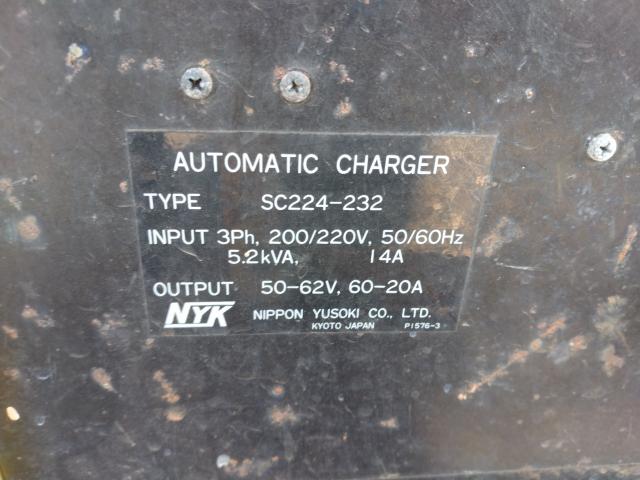 AUTOMATIC CHARGER
TYPE SC224-232
INPUT 3Ph, 200/220V, 50/60Hz
5.2kVA, 14A
OUTPUT 50-62V, 60-20A
NYK NIPPON YUSOKI CO., LTD.
KYOTO JAPAN P1576-3